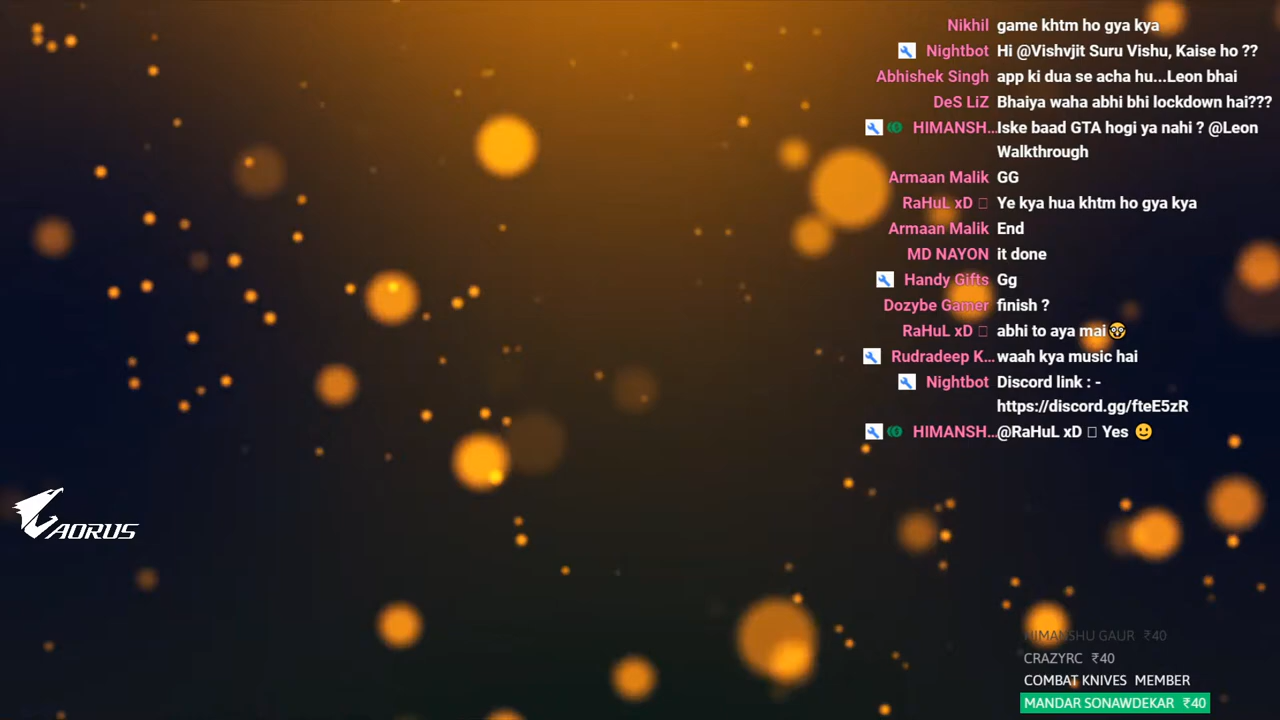 Nikhil game khtm ho gya kya
Nightbot Hi @Vishvjit Suru Vishu, Kaise ho ??
Abhishek Singh app ki dua se acha hu...Leon bhai
DeS LiZ Bhaiya waha abhi bhi lockdown hai???
HIMANSH... Iske baad GTA hogi ya nahi ? @Leon
Walkthrough
Armaan Malik GG
RaHuL xD Ye kya hua khtm ho gya kya
Armaan Malik End
MD NAYON it done
Handy Gifts Gg
Dozybe Gamer finish ?
RaHuL xD abhi to aya mai🤓
Rudradeep K... waah kya music hai
Nightbot Discord link : -
https://discord.gg/fteE5zR
HIMANSH... @RaHuL xD Yes 🙂
AORUS
HIMANSHU GAUR ₹40
CRAZYRC ₹40
COMBAT KNIVES MEMBER
MANDAR SONAWDEKAR ₹40